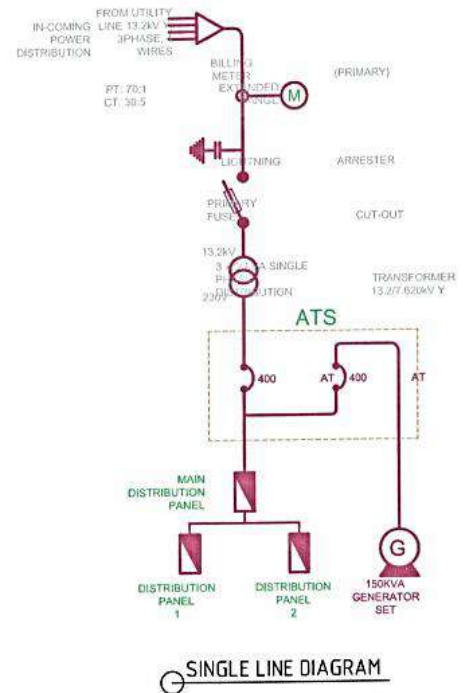 IN-COMING
POWER
DISTRIBUTION
FROM UTILITY
LINE 13.2kV Y
3PHASE,
WIRES
BILLING
METER
EXTENDED
RANGE
(PRIMARY)
M
PT: 70:1
CT: 30:5
LIGHTNING
ARRESTER
PRIMARY
FUSE
CUT-OUT
13.2kV
3
SINGLE
DISTRIBUTION
230V
TRANSFORMER
13.2/7.620kV Y
ATS
400
AT
400
AT
MAIN
DISTRIBUTION
PANEL
DISTRIBUTION
PANEL
1
DISTRIBUTION
PANEL
2
G
150KVA
GENERATOR
SET
SINGLE LINE DIAGRAM